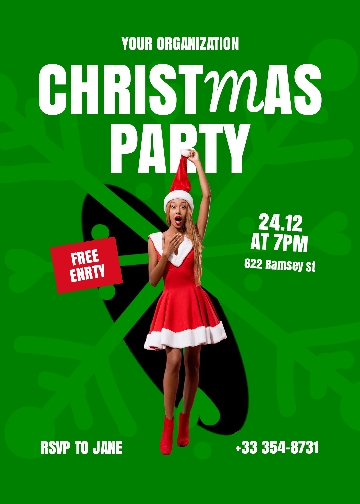 YOUR ORGANIZATION
CHRISTmAS
PARTY
24.12
AT 7PM
622 Ramsey st
FREE
ENRTY
RSVP TO JANE
+33 354-8731